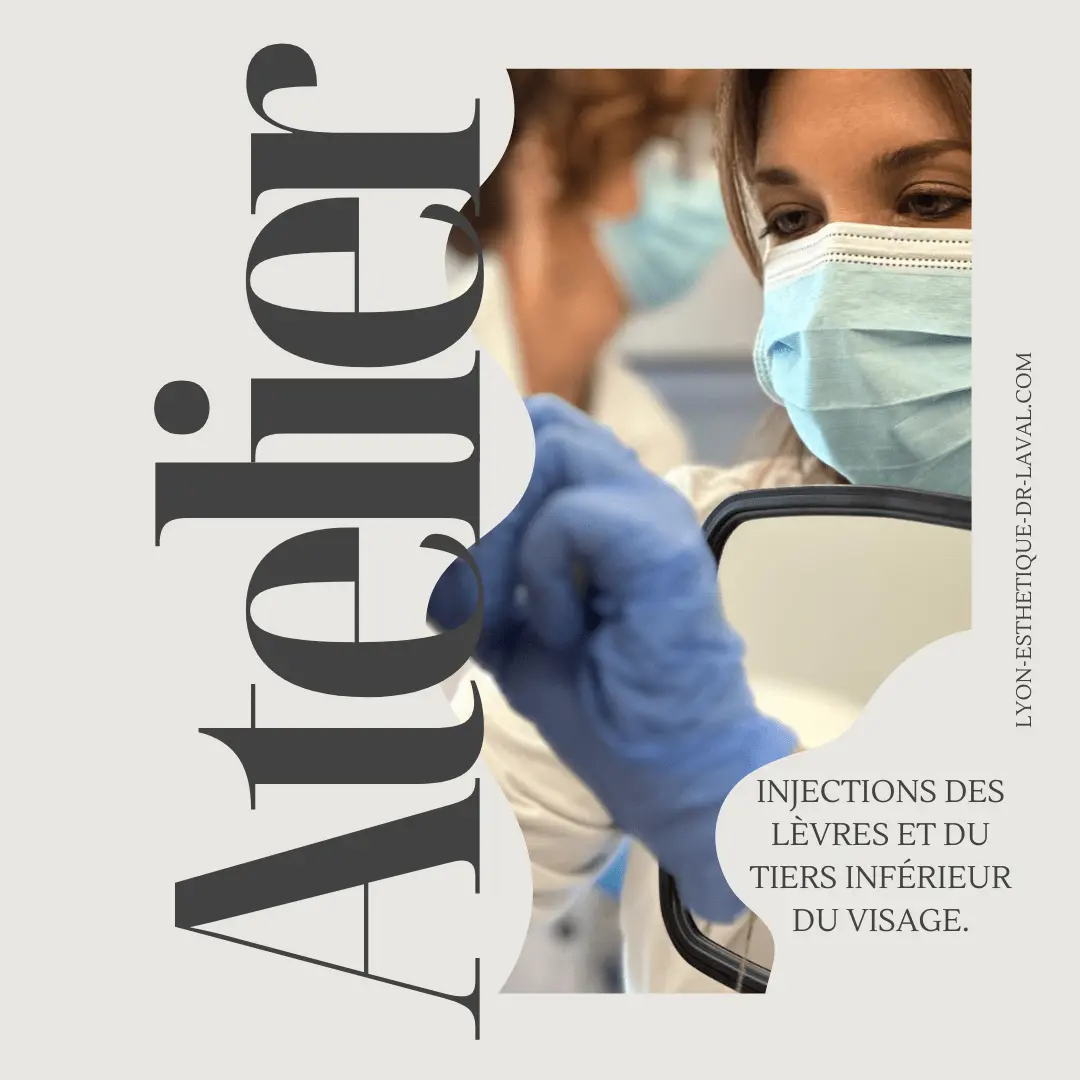 Atelier
INJECTIONS DES
LÈVRES ET DU
TIERS INFÉRIEUR
DU VISAGE.
LYON-ESTHETIQUE-DR-LAVAL.COM